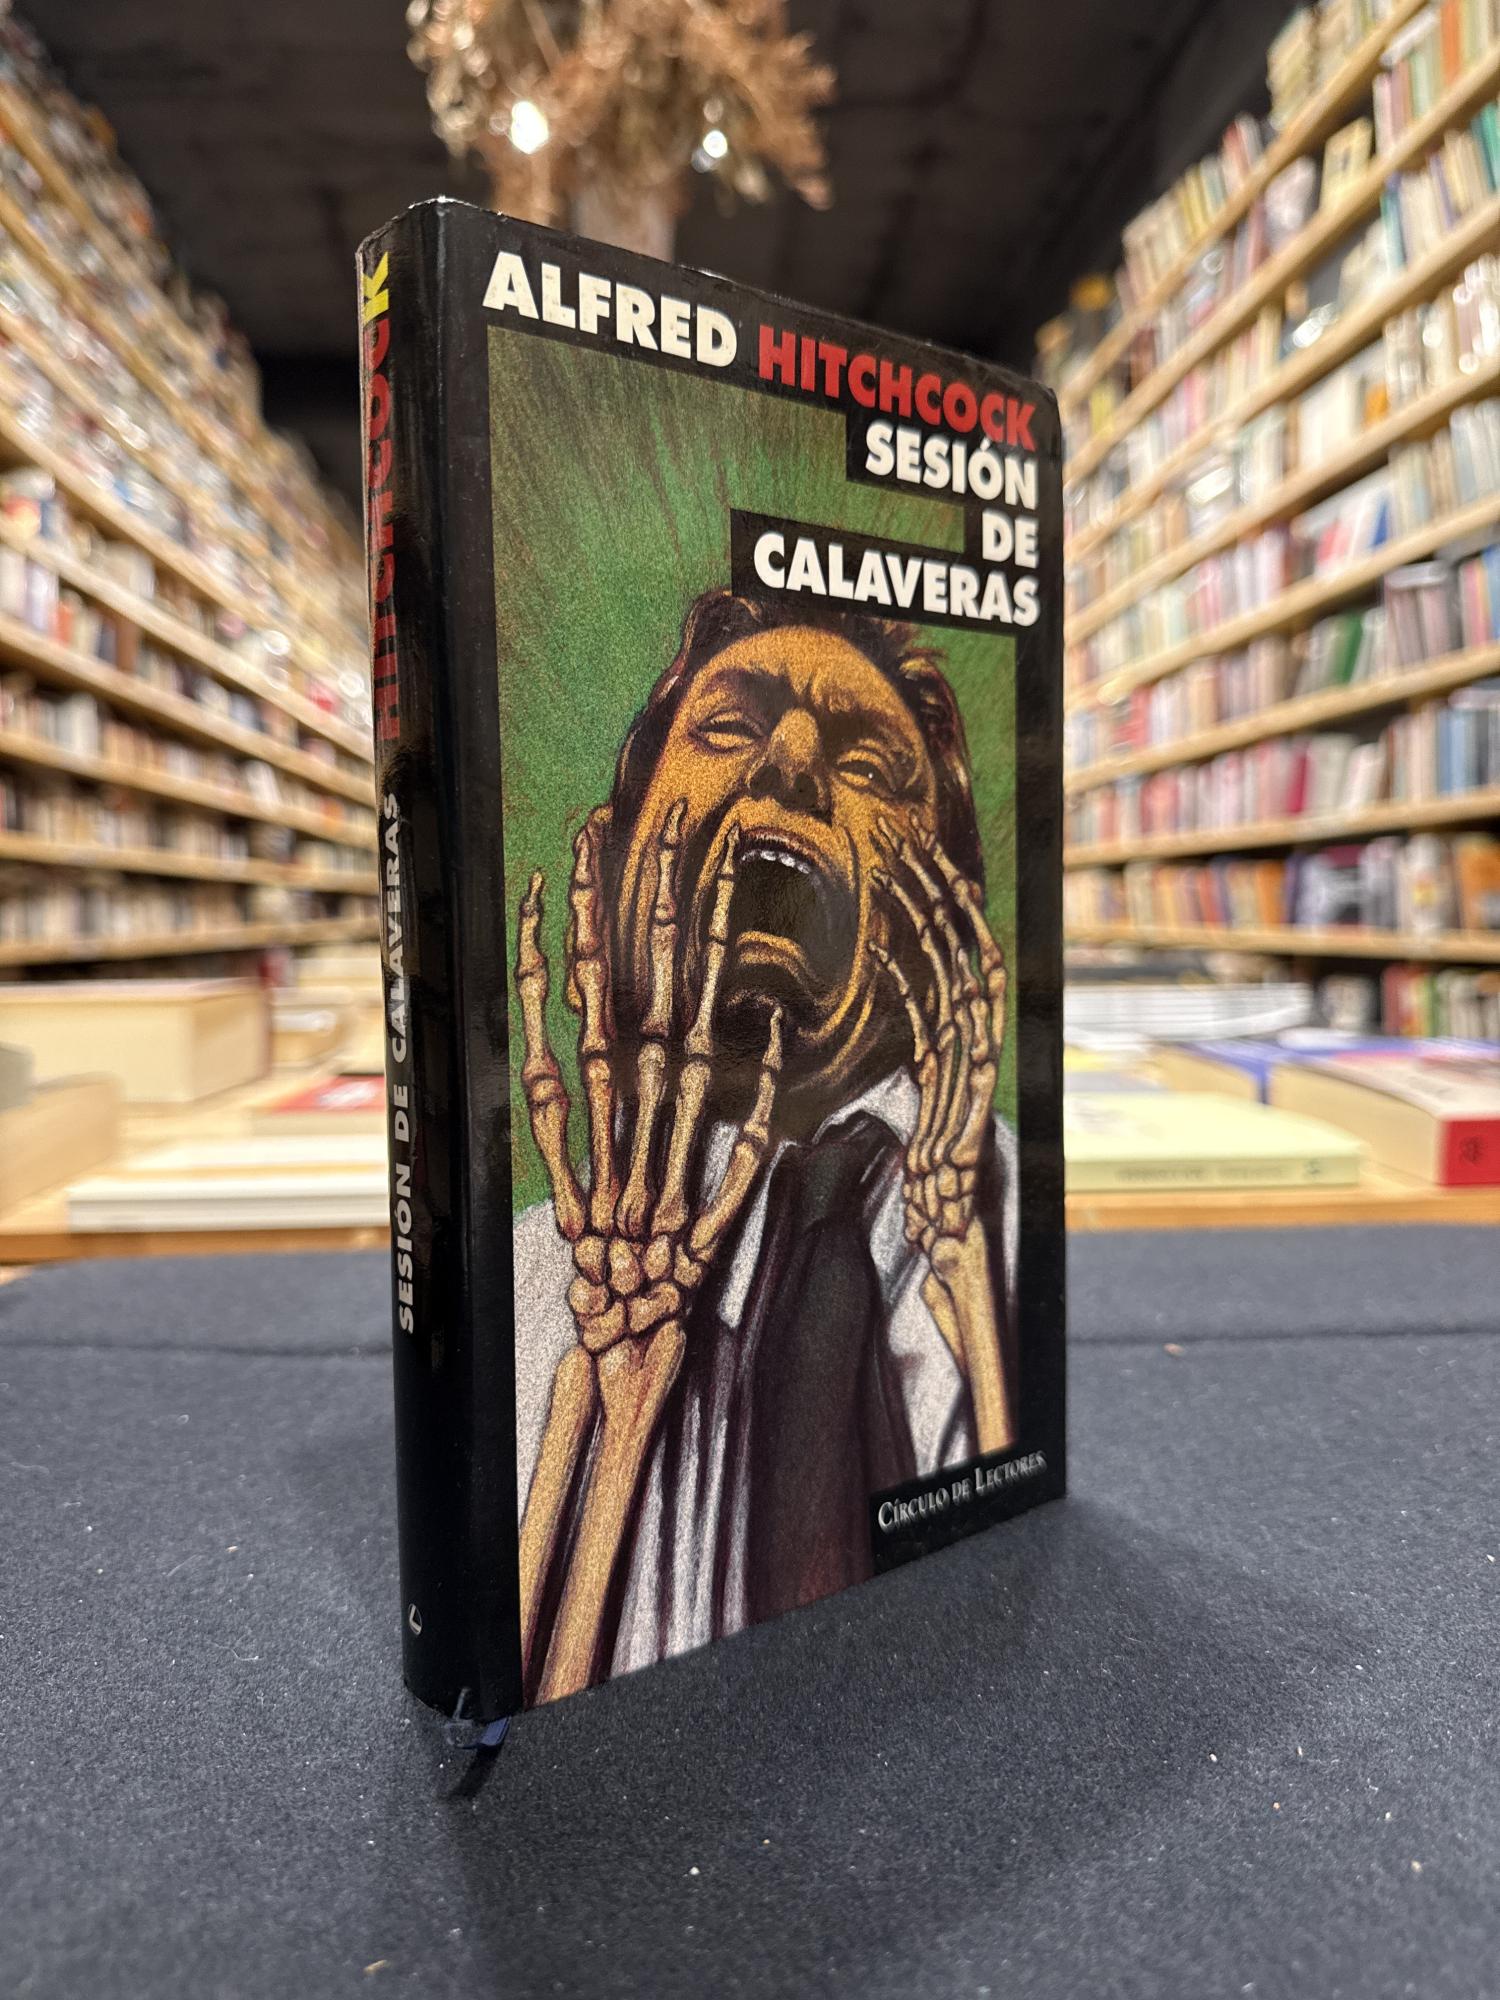 ALFRED HITCHCOCK
SESIÓN
DE
CALAVERAS
CÍRCULO DE LECTORES
SESIÓN DE CALAVERAS HITCHCOCK